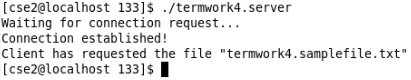 [cse2@localhost 133]$ ./termwork4.server
Waiting for connection request...
Connection established!
Client has requested the file "termwork4.samplefile.txt"
[cse2@localhost 133]$